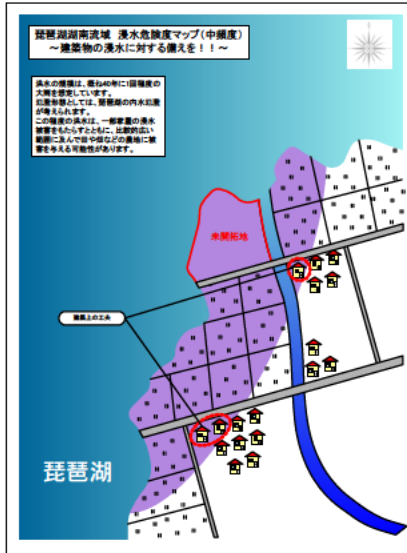 琵琶湖湖南流域　浸水危険度マップ(中頻度)
～建築物の浸水に対する備えを！！～
洪水の規模は、概ね40年に1回程度の
大雨を想定しています。
氾濫形態としては、琵琶湖の内水氾濫
が考えられます。
この程度の洪水は、一部家屋の浸水
被害をもたらすとともに、比較的広い
範囲に及んで田や畑などの農地に被
害を与える可能性があります。
未開拓地
建築上の工夫
琵琶湖